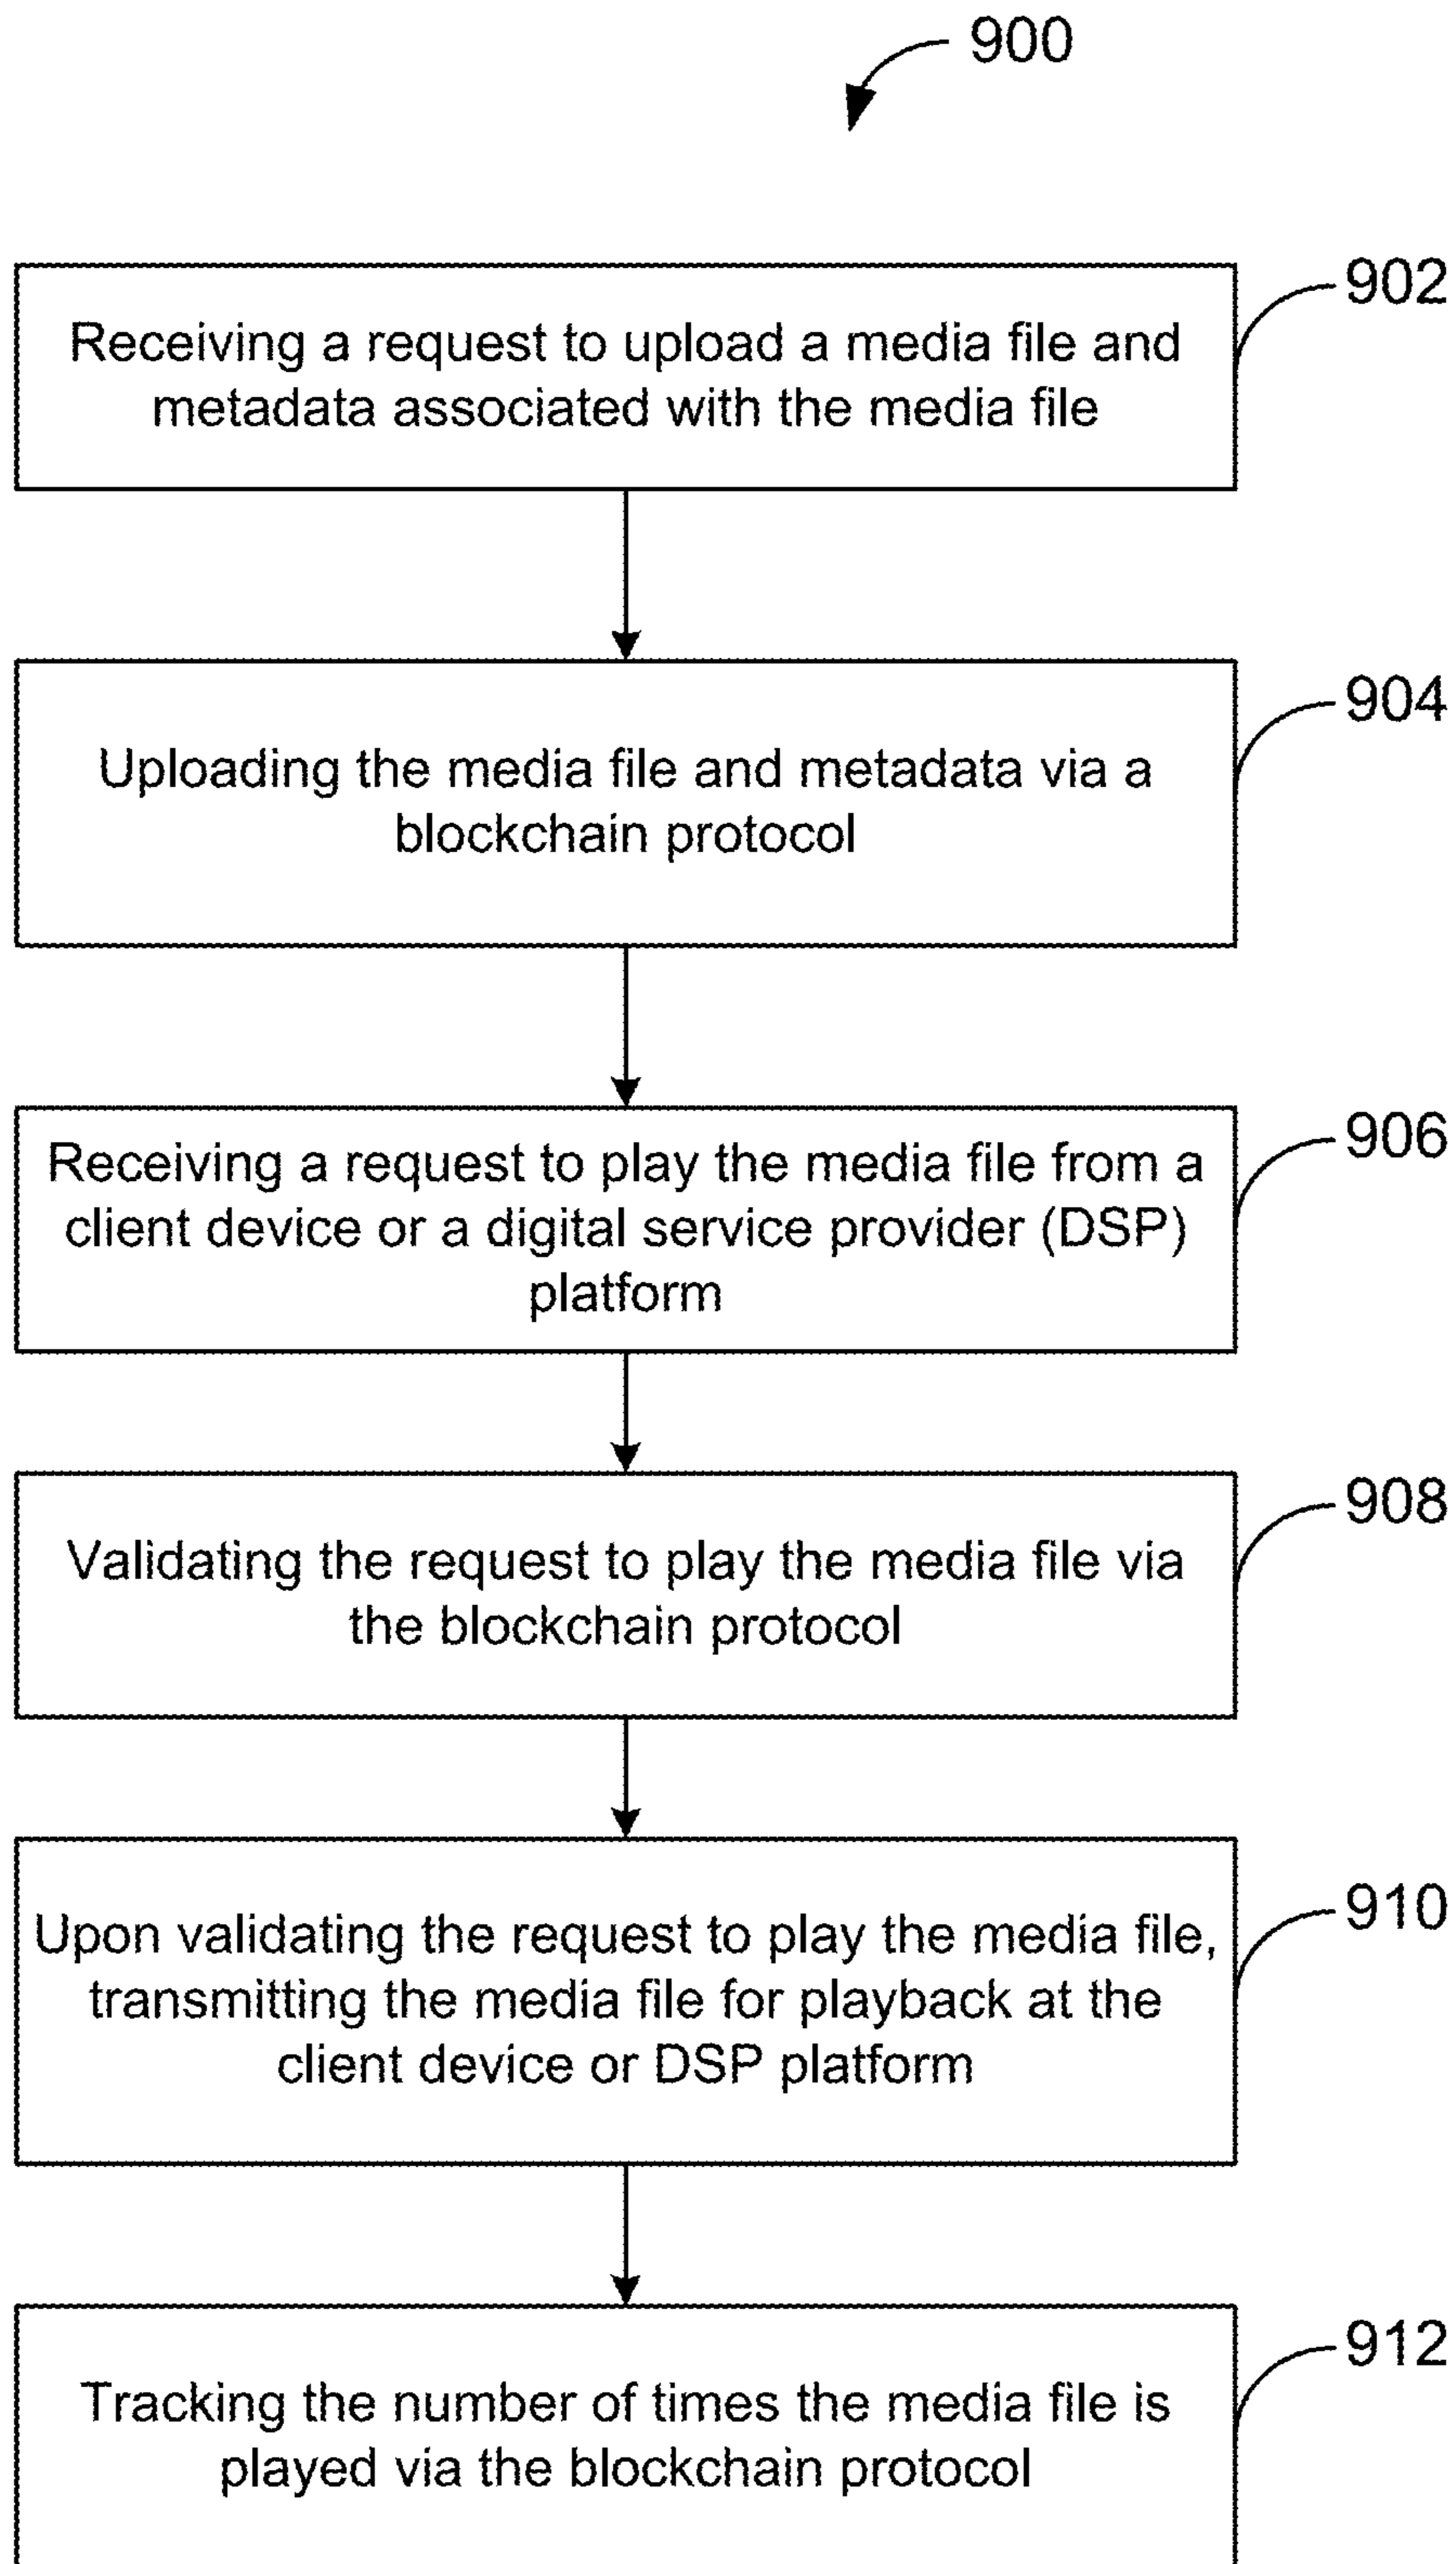 900
902
Receiving a request to upload a media file and
metadata associated with the media file
904
Uploading the media file and metadata via a
blockchain protocol
906
Receiving a request to play the media file from a
client device or a digital service provider (DSP)
platform
908
Validating the request to play the media file via
the blockchain protocol
910
Upon validating the request to play the media file,
transmitting the media file for playback at the
client device or DSP platform
912
Tracking the number of times the media file is
played via the blockchain protocol